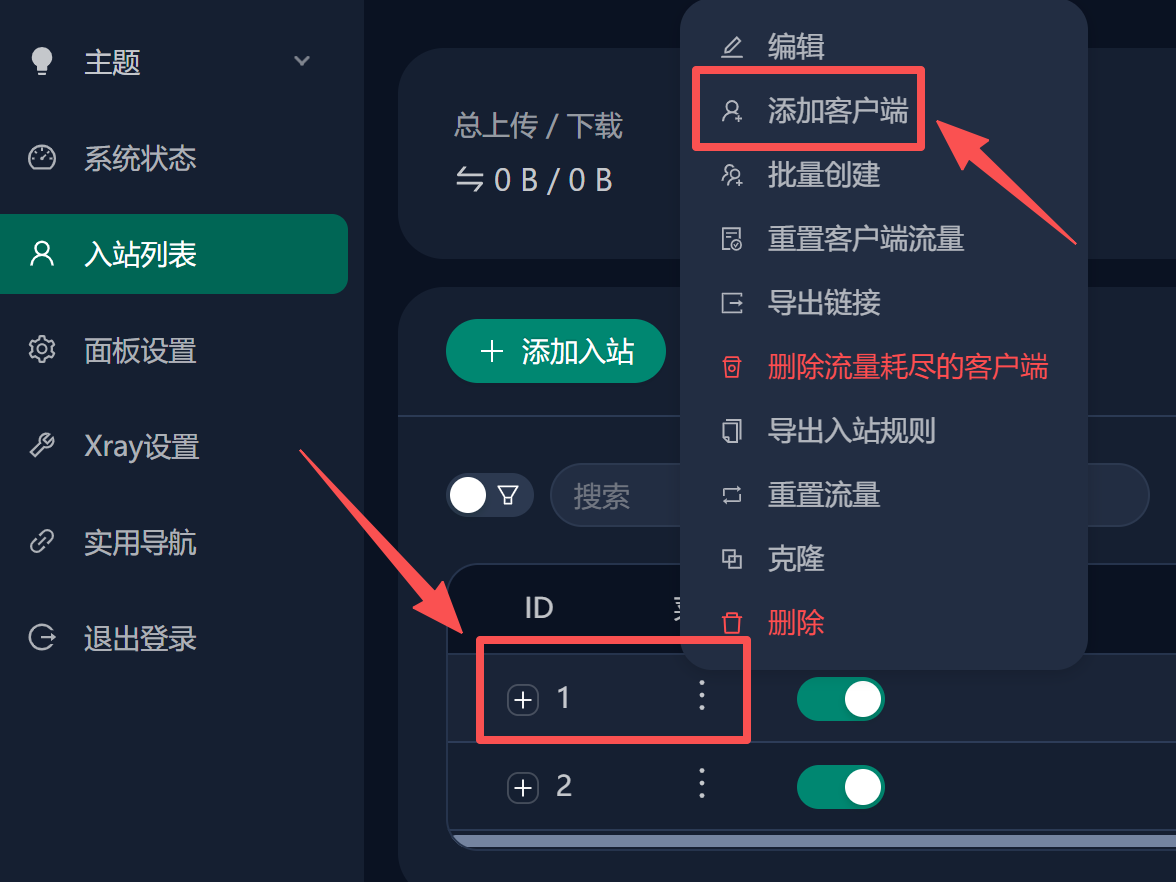 主题
系统状态
入站列表
面板设置
Xray设置
实用导航
退出登录
总上传 / 下载
0 B / 0 B
添加入站
搜索
ID
1
2
编辑
添加客户端
批量创建
重置客户端流量
导出链接
删除流量耗尽的客户端
导出入站规则
重置流量
克隆
删除